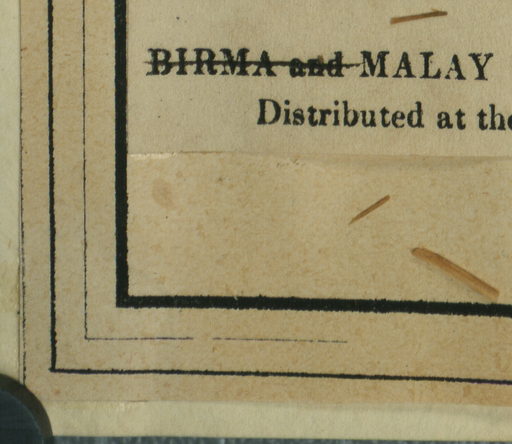 BIRMA and MALAY
Distributed at the